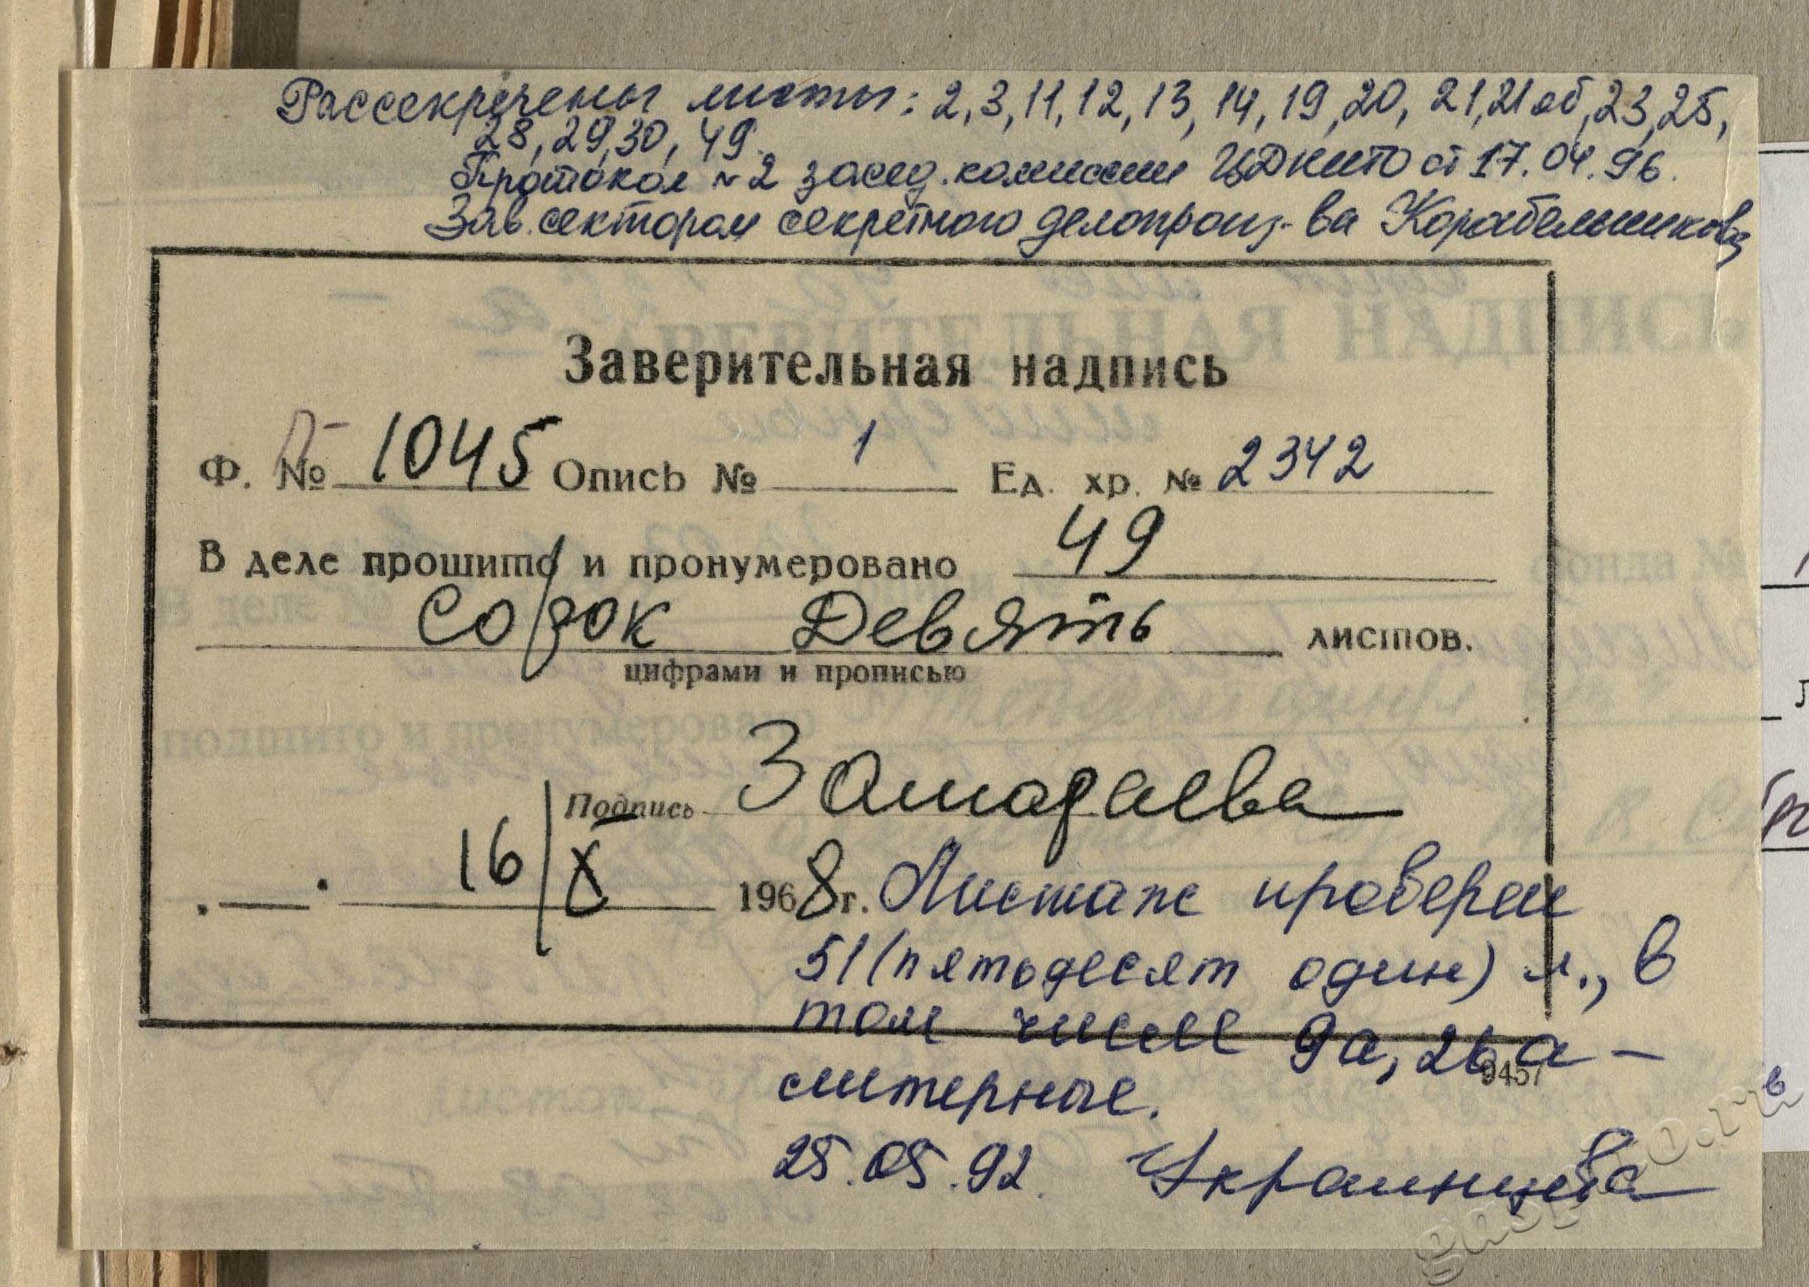 Рассекречены листы: 2, 3, 11, 12, 13, 14, 19, 20, 21, 21 об, 23, 25,
28, 29, 30, 49.
Протокол №2 засед. комиссии ЦДНИТО от 17.04.96.
Зав. сектором секретного делопроиз-ва Корабельникова
Заверительная надпись
Ф. № П-1045 Опись № 1 Ед. хр. № 2342
В деле прошито и пронумеровано 49
Сорок Девять листов.
цифрами и прописью
Подпись
16/X 1968 г. Листаж проверен
51 (пятьдесят один) л., в
том числе 9а, 26а –
литерные.
9457
25.05.92. Украинцева